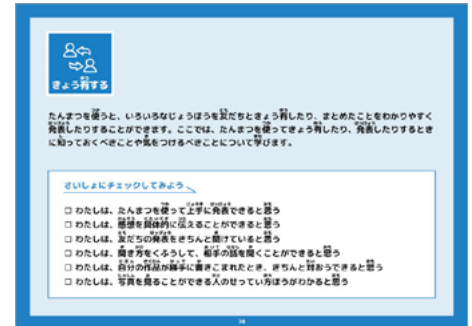 きょう有する
たんまつを使うと、いろいろなじょうほうを友だちときょう有したり、まとめたことをわかりやすく
発表したりすることができます。ここでは、たんまつを使ってきょう有したり、発表したりするとき
に知っておくべきことや気をつけるべきことについて学びます。
さいしょにチェックしてみよう
□ わたしは、たんまつを使って上手に発表できると思う
□ わたしは、感想を具体的に伝えることができると思う
□ わたしは、友だちの発表をきちんと聞けていると思う
□ わたしは、聞き方をくふうして、相手の話を聞くことができると思う
□ わたしは、自分の作品が勝手に書きこまれたとき、きちんと対おうできると思う
□ わたしは、写真を見ることができる人のせってい方ほうがわかると思う